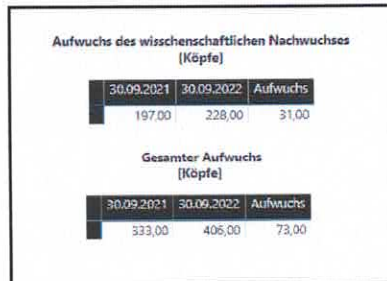 Aufwuchs des wisschenschaftlichen Nachwuchses
[Köpfe]
30.09.2021 30.09.2022 Aufwuchs
197,00 228,00 31,00
Gesamter Aufwuchs
[Köpfe]
30.09.2021 30.09.2022 Aufwuchs
333,00 406,00 73,00